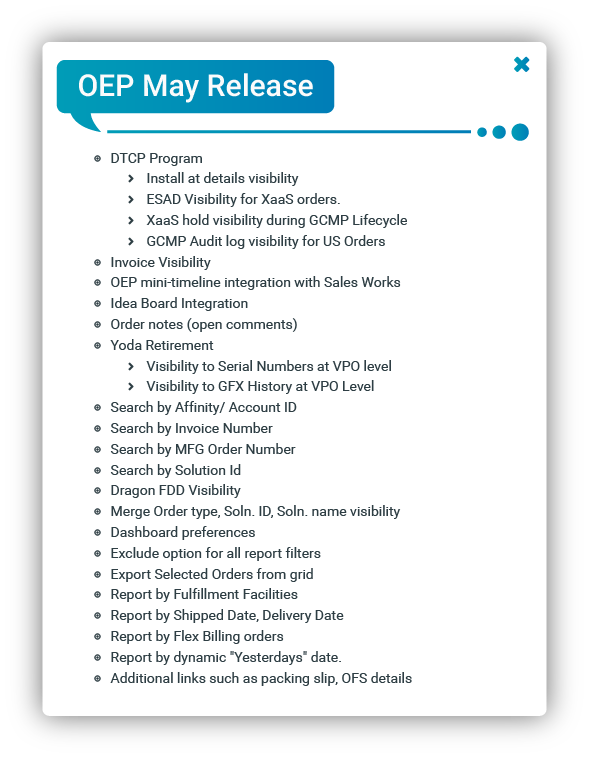 OEP May Release
DTCP Program
Install at details visibility
ESAD Visibility for XaaS orders.
XaaS hold visibility during GCMP Lifecycle
GCMP Audit log visibility for US Orders
Invoice Visibility
OEP mini-timeline integration with Sales Works
Idea Board Integration
Order notes (open comments)
Yoda Retirement
Visibility to Serial Numbers at VPO level
Visibility to GFX History at VPO Level
Search by Affinity/ Account ID
Search by Invoice Number
Search by MFG Order Number
Search by Solution Id
Dragon FDD Visibility
Merge Order type, Soln. ID, Soln. name visibility
Dashboard preferences
Exclude option for all report filters
Export Selected Orders from grid
Report by Fulfillment Facilities
Report by Shipped Date, Delivery Date
Report by Flex Billing orders
Report by dynamic "Yesterdays" date.
Additional links such as packing slip, OFS details